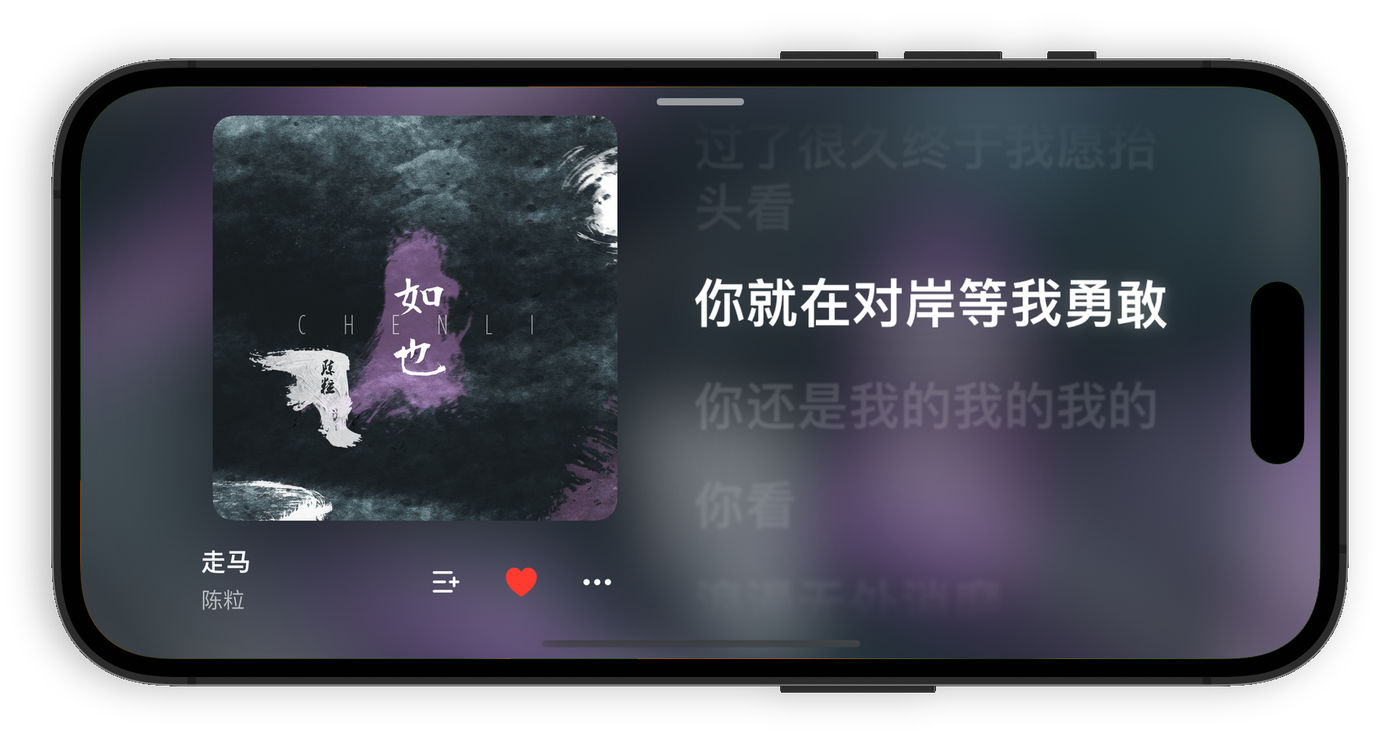 如
CHENLI
也
陈粒
走马
陈粒
过了很久终于我愿抬
头看
你就在对岸等我勇敢
你还是我的我的我的
你看